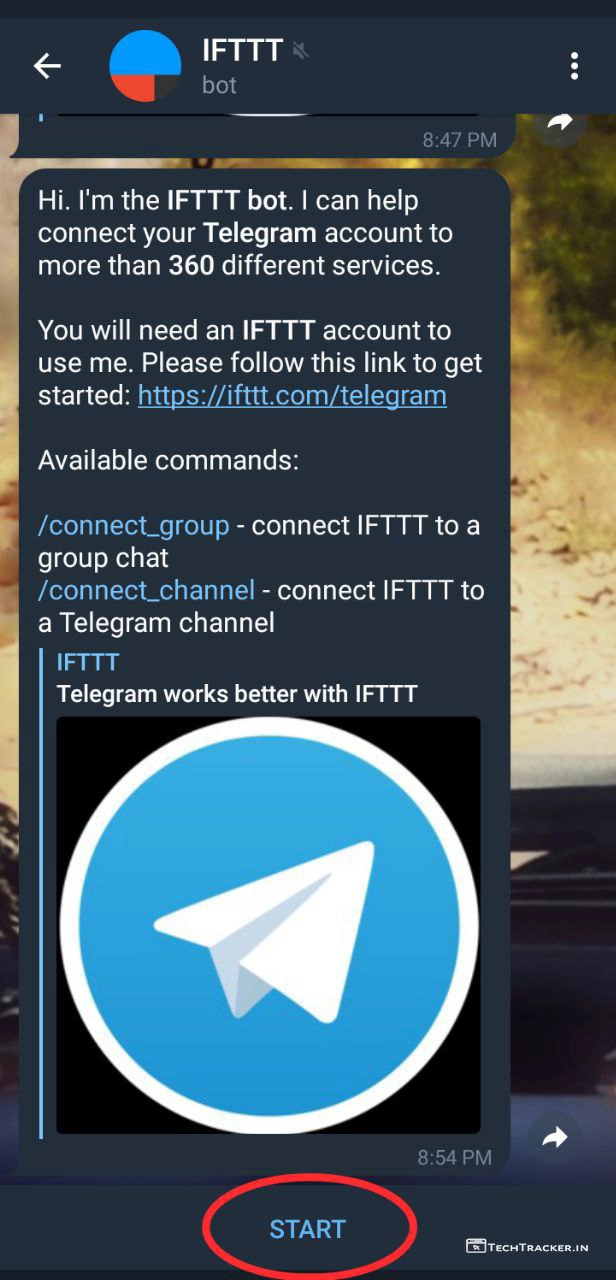 IFTTT
bot
8:47 PM
Hi. I'm the IFTTT bot. I can help
connect your Telegram account to
more than 360 different services.
You will need an IFTTT account to
use me. Please follow this link to get
started: https://ifttt.com/telegram
Available commands:
/connect_group - connect IFTTT to a
group chat
/connect_channel - connect IFTTT to
a Telegram channel
IFTTT
Telegram works better with IFTTT
8:54 PM
START
TECHTRACKER.IN